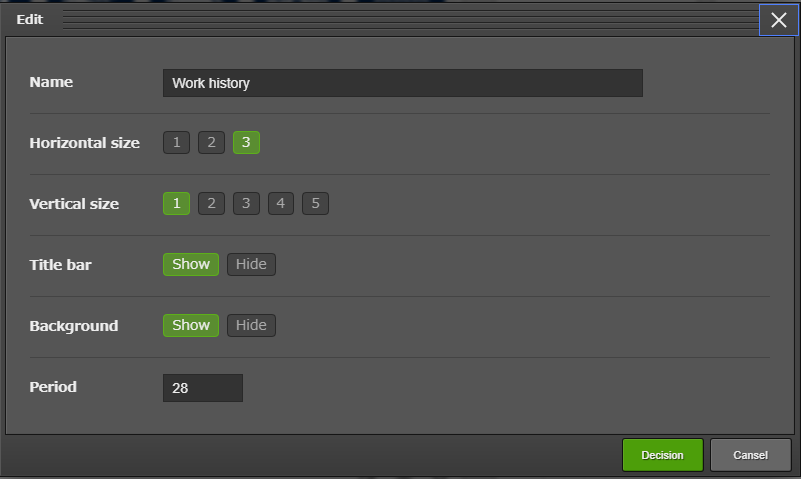 Edit
Name Work history
Horizontal size 1 2 3
Vertical size 1 2 3 4 5
Title bar Show Hide
Background Show Hide
Period 28
Decision Cansel